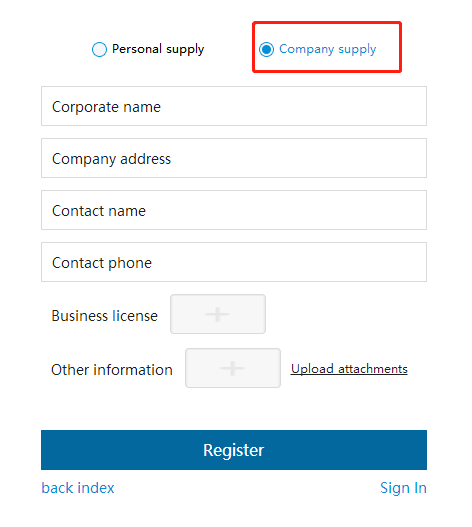 Personal supply Company supply
Corporate name
Company address
Contact name
Contact phone
Business license
Other information Upload attachments
Register
back index Sign In